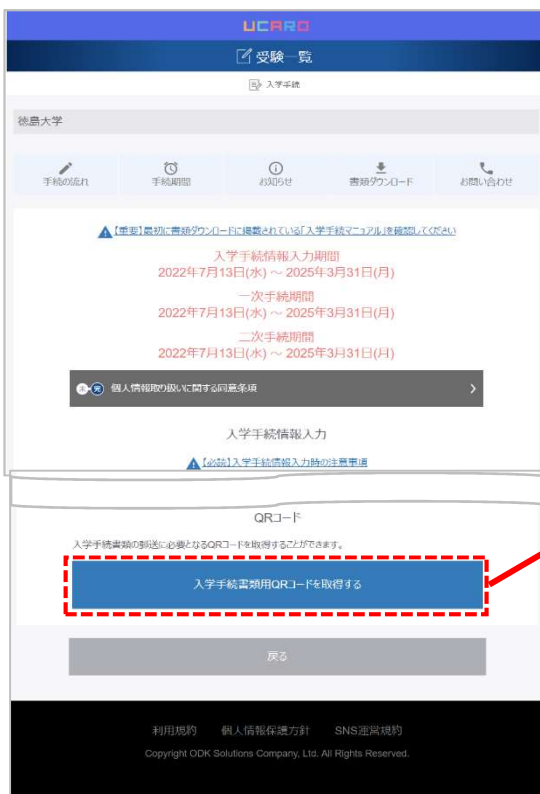 UCARO
受験一覧
入学手続
徳島大学
手続の流れ
手続期間
お知らせ
書類ダウンロード
お問い合わせ
【重要】最初に書類ダウンロードに掲載されている「入学手続マニュアル」を確認してください
入学手続情報入力期間
2022年7月13日(水) ～ 2025年3月31日(月)
一次手続期間
2022年7月13日(水) ～ 2025年3月31日(月)
二次手続期間
2022年7月13日(水) ～ 2025年3月31日(月)
個人情報取り扱いに関する同意条項
入学手続情報入力
【必読】入学手続情報入力時の注意事項
QRコード
入学手続書類の郵送に必要となるQRコードを取得することができます。
入学手続書類用QRコードを取得する
戻る
利用規約 個人情報保護方針 SNS運営規約
Copyright ODK Solutions Company, Ltd. All Rights Reserved.